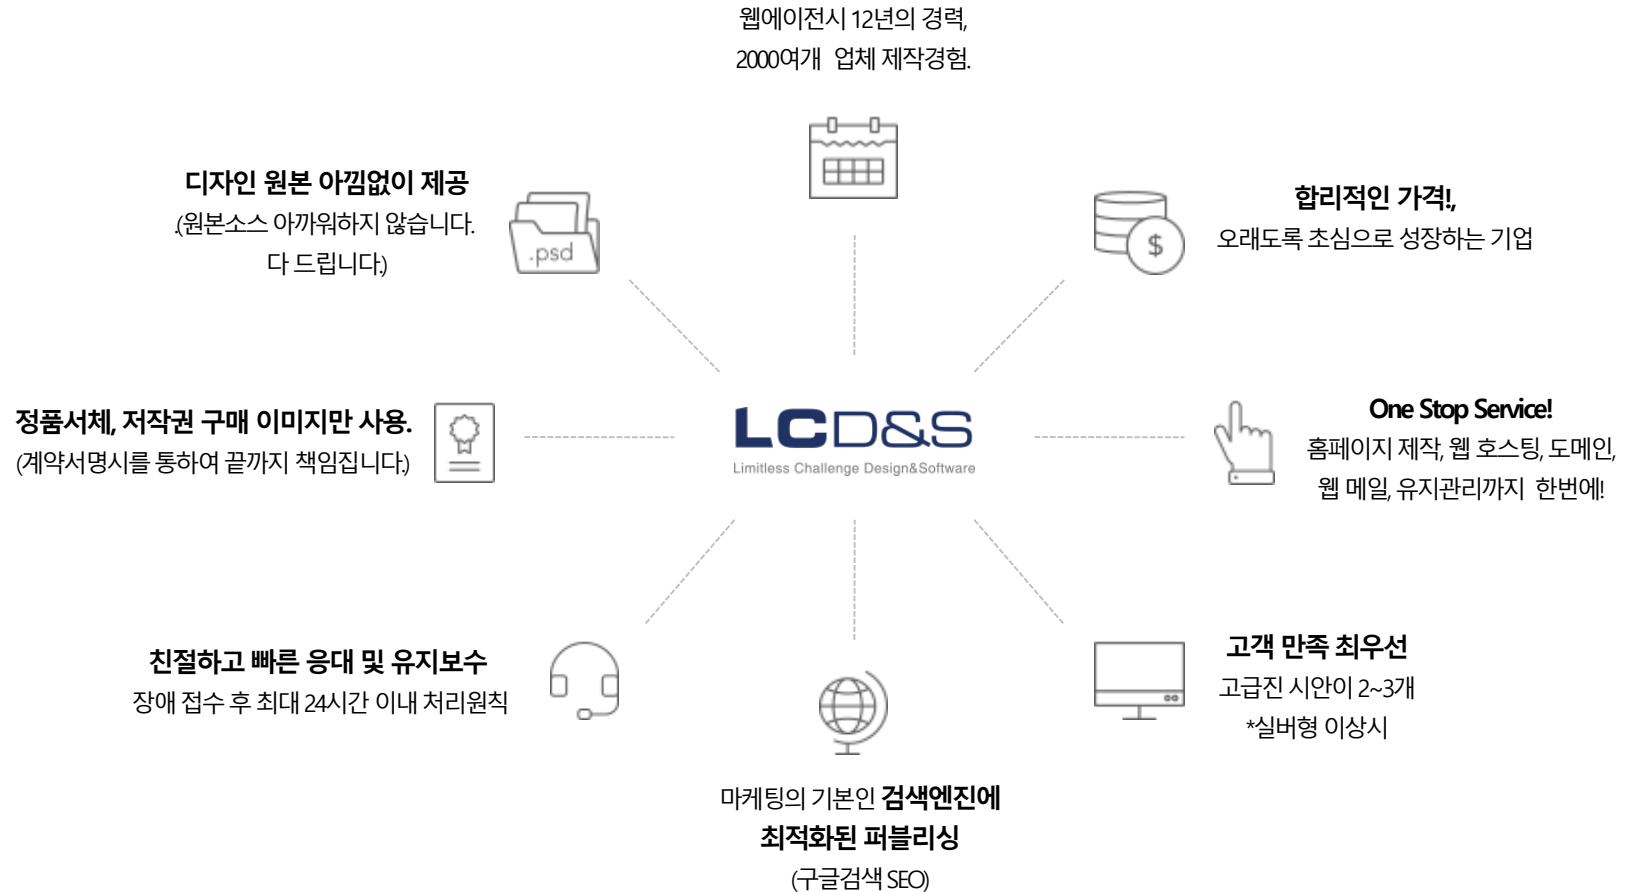 웹에이전시 12년의 경력,
2000여개 업체 제작경험.
디자인 원본 아낌없이 제공
.(원본소스 아까워하지 않습니다.
다 드립니다.)
.psd
$
합리적인 가격!,
오래도록 초심으로 성장하는 기업
정품서체, 저작권 구매 이미지만 사용.
(계약서명시를 통하여 끝까지 책임집니다.)
LCD&S
Limitless Challenge Design&Software
One Stop Service!
홈페이지 제작, 웹 호스팅, 도메인,
웹 메일, 유지관리까지 한번에!
친절하고 빠른 응대 및 유지보수
장애 접수 후 최대 24시간 이내 처리원칙
고객 만족 최우선
고급진 시안이 2~3개
*실버형 이상시
마케팅의 기본인 검색엔진에
최적화된 퍼블리싱
(구글검색 SEO)